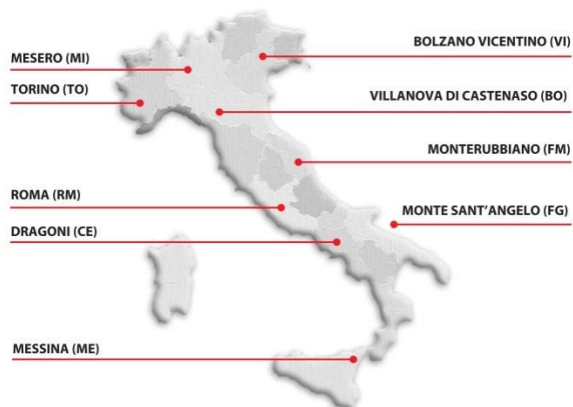 BOLZANO VICENTINO (VI)
MESERO (MI)
TORINO (TO)
VILLANOVA DI CASTENASO (BO)
MONTERUBBIANO (FM)
ROMA (RM)
MONTE SANT’ANGELO (FG)
DRAGONI (CE)
MESSINA (ME)